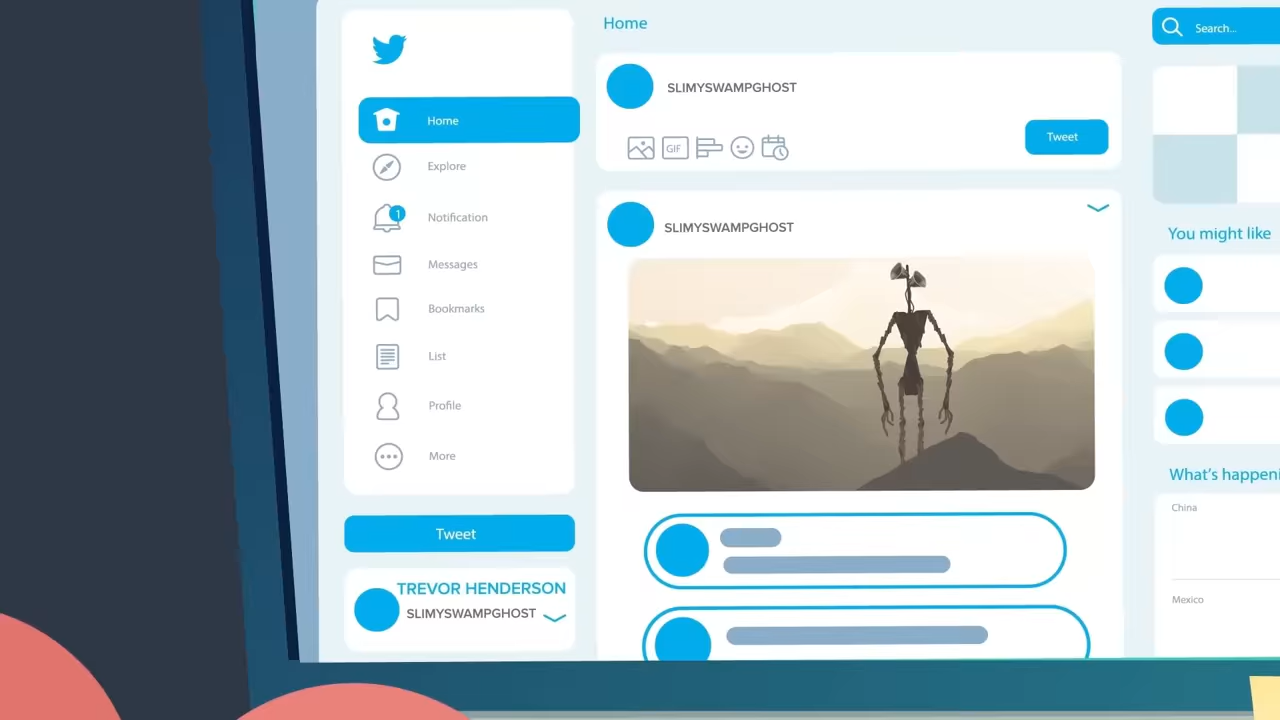 Home
Explore
1
Notification
Messages
Bookmarks
List
Profile
More
Tweet
TREVOR HENDERSON
SLIMYSWAMPGHOST
Home
SLIMYSWAMPGHOST
GIF
Tweet
SLIMYSWAMPGHOST
Search...
You might like
What's happeni
China
Mexico